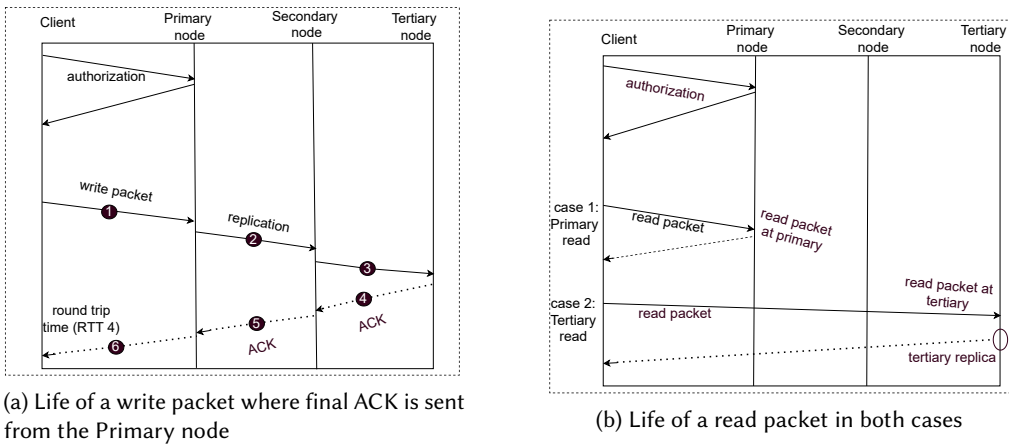 Client
Primary
node
Secondary
node
Tertiary
node
authorization
write packet
1
replication
2
3
4
ACK
5
ACK
round trip
time (RTT 4)
6
(a) Life of a write packet where final ACK is sent
from the Primary node
Client
Primary
node
Secondary
node
Tertiary
node
authorization
case 1:
Primary
read
read packet
read packet
at primary
case 2:
Tertiary
read
read packet
read packet at
tertiary
tertiary replica
(b) Life of a read packet in both cases